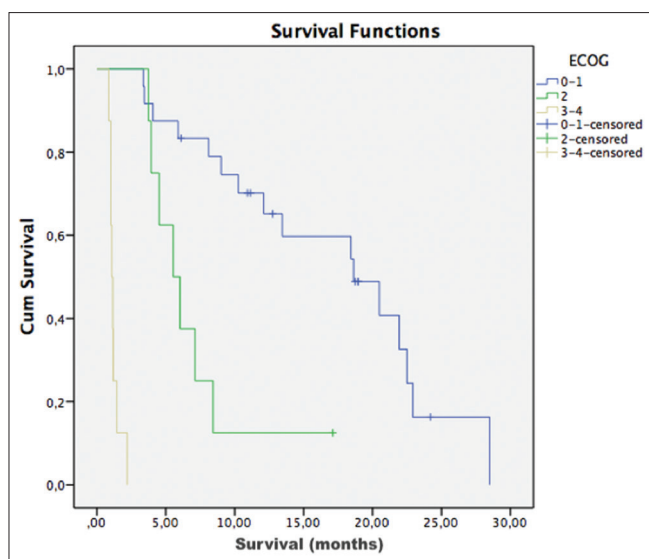 Survival Functions
ECOG
0-1
2
3-4
0-1-censored
2-censored
3-4-censored
Cum Survival
1,0
0,8
0,6
0,4
0,2
0,0
,00
5,00
10,00
15,00
20,00
25,00
30,00
Survival (months)